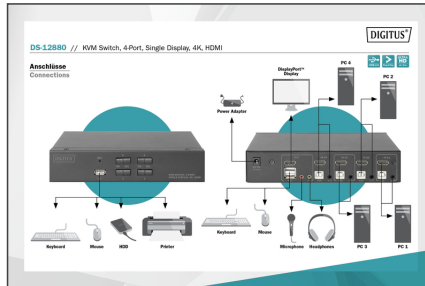 DIGITUS®
DS-12880 // KVM Switch, 4-Port, Single Display, 4K, HDMI
Anschlüsse
Connections
DisplayPort™
Display
PC 4
PC 2
Power Adapter
DIGITUS
Keyboard
Mouse
HDD
Printer
Keyboard
Mouse
Microphone
Headphones
PC 3
PC 1